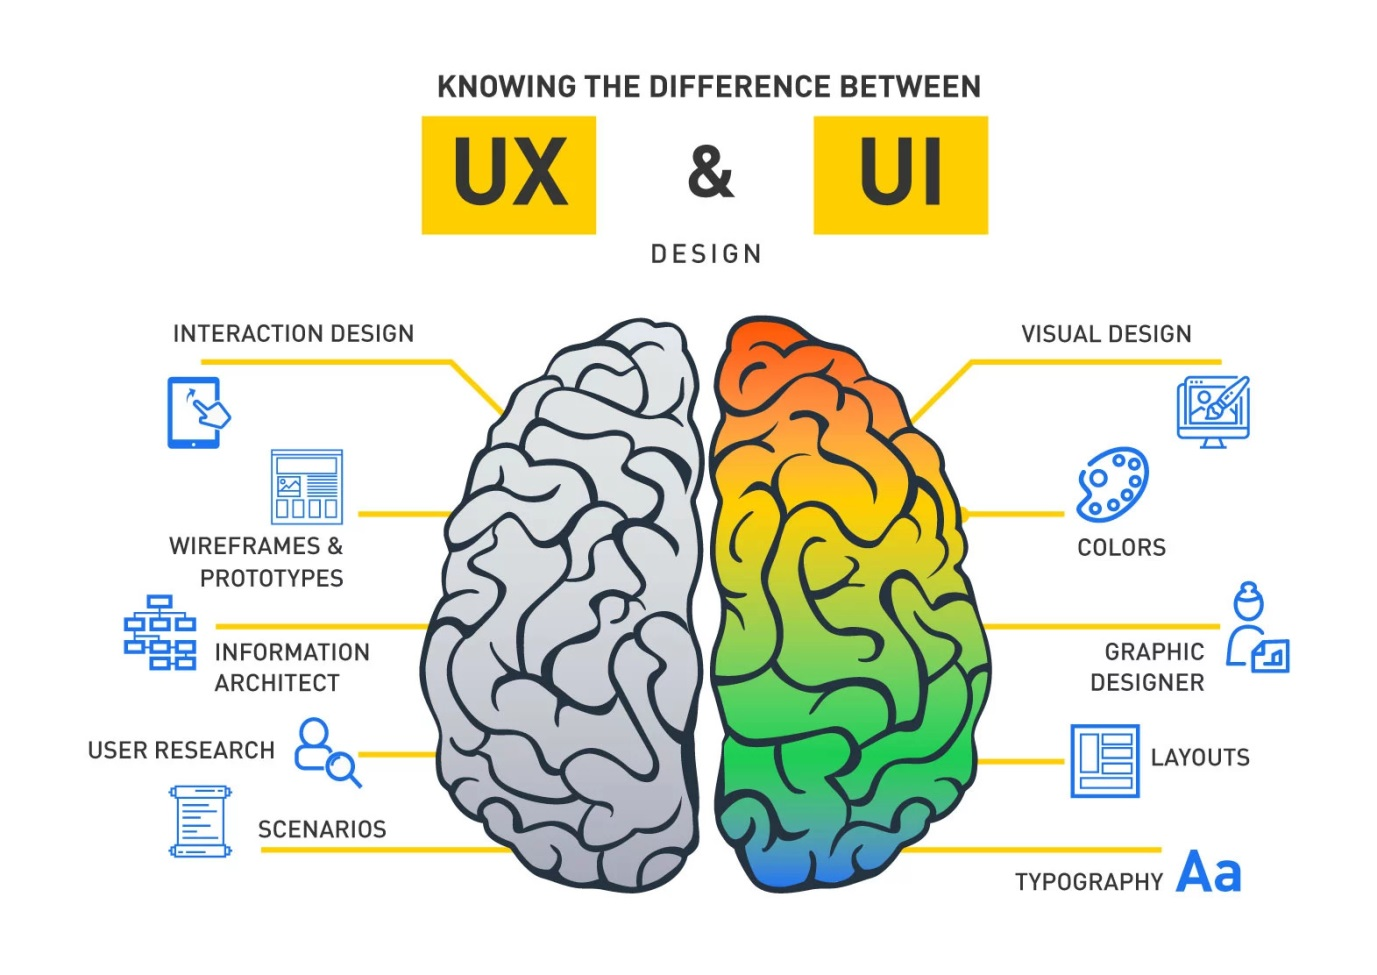 KNOWING THE DIFFERENCE BETWEEN
UX & UI
DESIGN
INTERACTION DESIGN
WIREFRAMES &
PROTOTYPES
INFORMATION
ARCHITECT
USER RESEARCH
SCENARIOS
VISUAL DESIGN
COLORS
GRAPHIC
DESIGNER
LAYOUTS
TYPOGRAPHY Aa